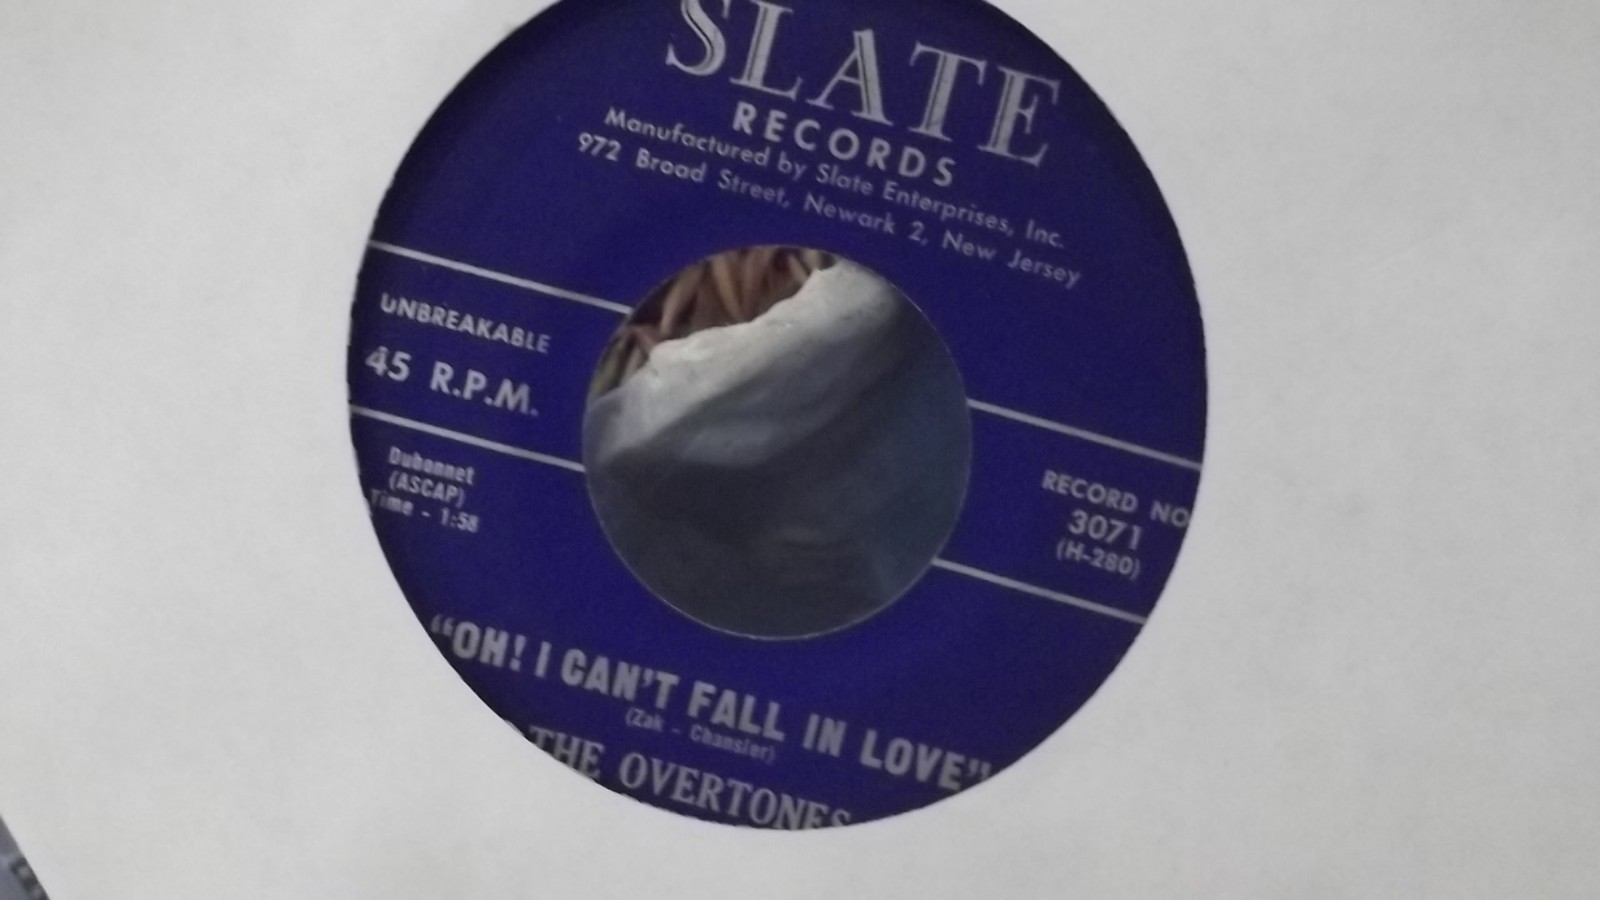 SLATE
RECORDS
Manufactured by Slate Enterprises, Inc.
972 Broad Street, Newark 2, New Jersey
UNBREAKABLE
45 R.P.M.
Dubonnet
(ASCAP)
Time - 1:58
RECORD NO
3071
(H-280)
"OH! I CAN'T FALL IN LOVE"
(Zak - Chansler)
THE OVERTONES